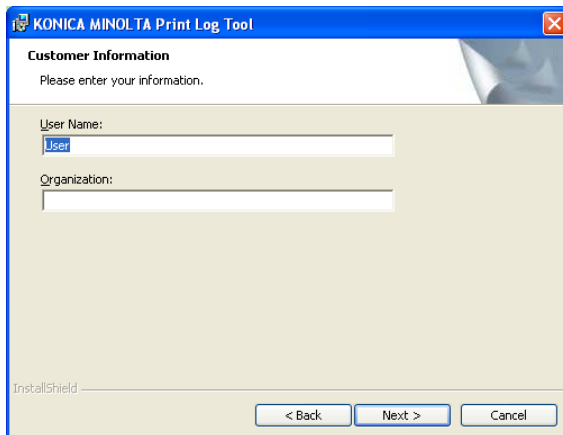 KONICA MINOLTA Print Log Tool
Customer Information
Please enter your information.
User Name:
User
Organization:
InstallShield
< Back Next > Cancel